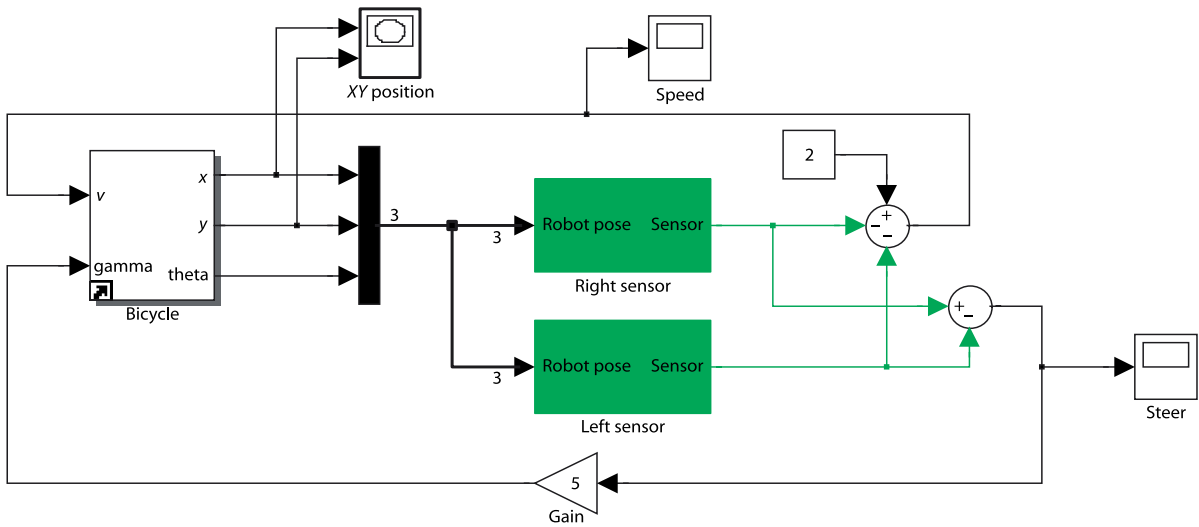 XY position
Speed
2
v
x
y
gamma
theta
Bicycle
3
3
3
Robot pose Sensor
Right sensor
Robot pose Sensor
Left sensor
+
−
−
+
−
Steer
5
Gain